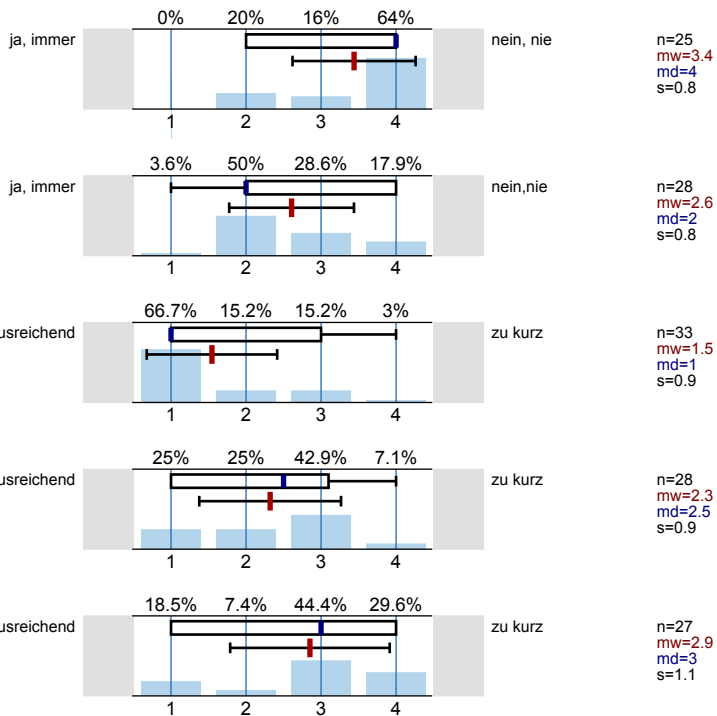 0% 20% 16% 64%
ja, immer nein, nie n=25
mw=3.4
md=4
s=0.8
1 2 3 4
3.6% 50% 28.6% 17.9%
ja, immer nein,nie n=28
mw=2.6
md=2
s=0.8
1 2 3 4
66.7% 15.2% 15.2% 3%
usreichend zu kurz n=33
mw=1.5
md=1
s=0.9
1 2 3 4
25% 25% 42.9% 7.1%
usreichend zu kurz n=28
mw=2.3
md=2.5
s=0.9
1 2 3 4
18.5% 7.4% 44.4% 29.6%
usreichend zu kurz n=27
mw=2.9
md=3
s=1.1
1 2 3 4